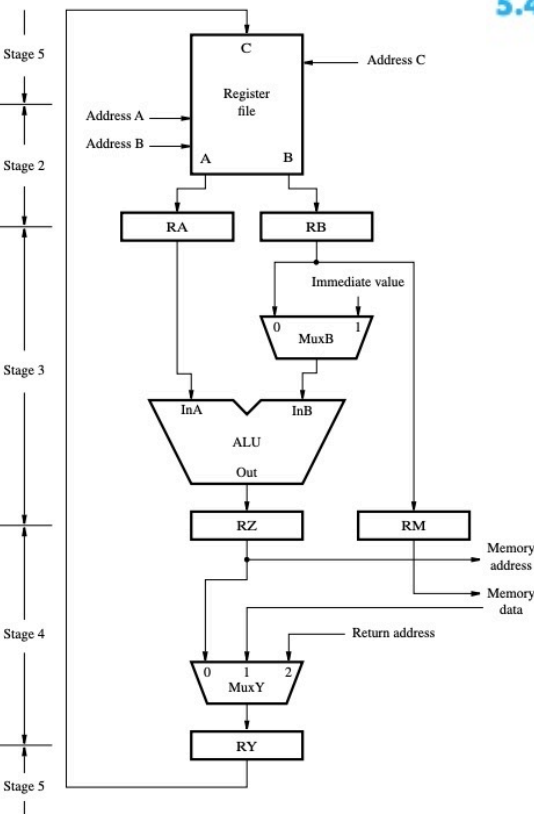 5.4
Stage 5
C
Address C
Register
file
Address A
Address B
Stage 2
A
B
RA
RB
Immediate value
0
1
MuxB
Stage 3
InA
InB
ALU
Out
RZ
RM
Memory
address
Memory
data
Stage 4
Return address
0
1
2
MuxY
RY
Stage 5